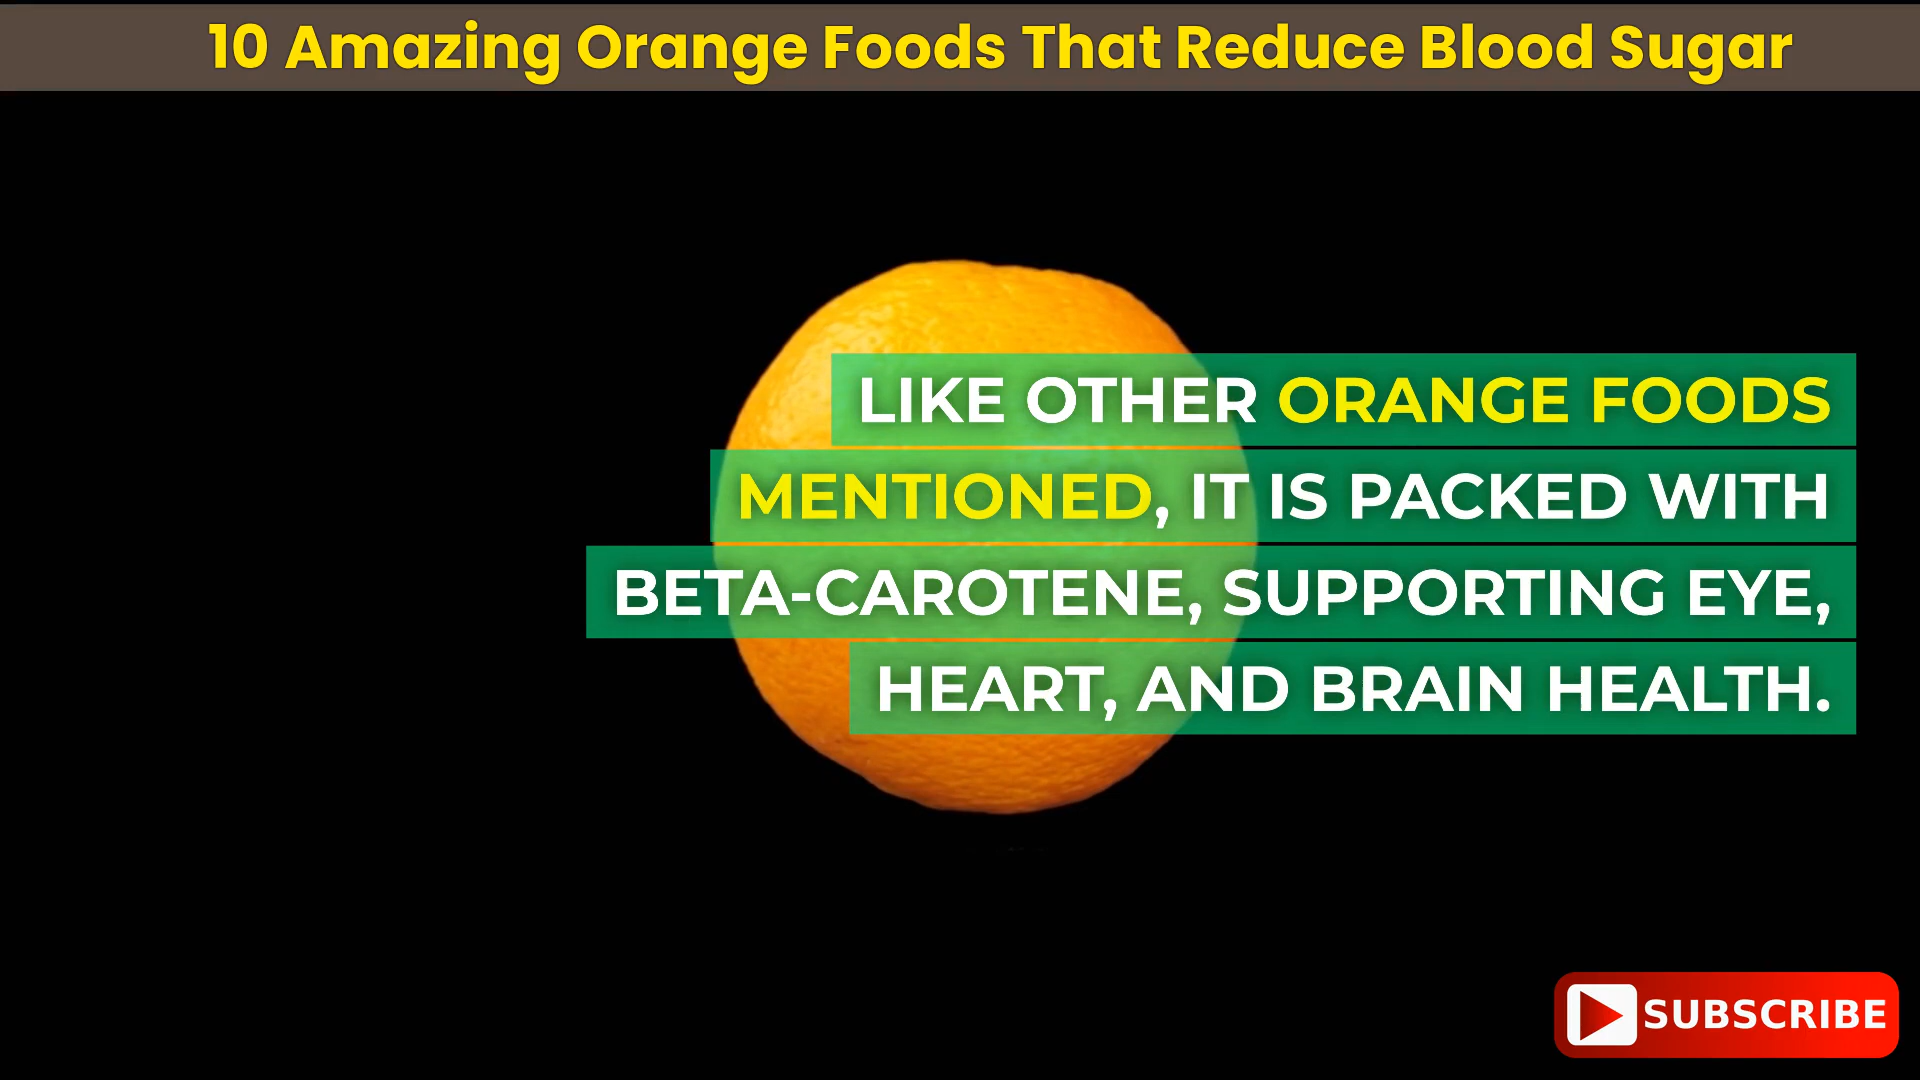 10 Amazing Orange Foods That Reduce Blood Sugar
LIKE OTHER ORANGE FOODS
MENTIONED, IT IS PACKED WITH
BETA-CAROTENE, SUPPORTING EYE,
HEART, AND BRAIN HEALTH.
SUBSCRIBE